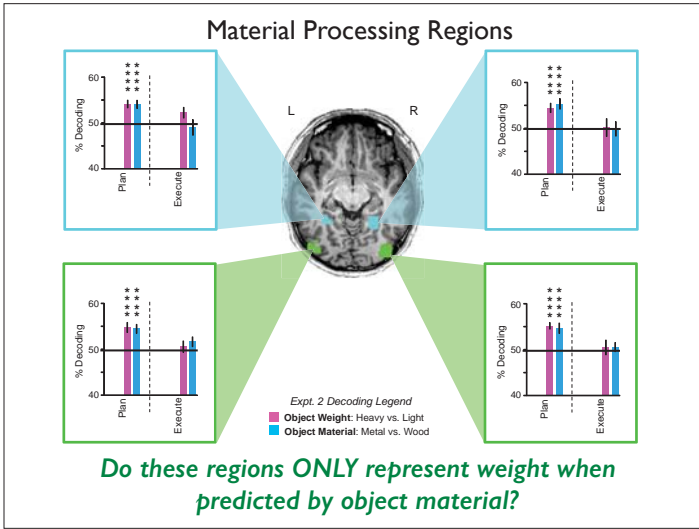 Material Processing Regions
****
****
60
50
40
% Decoding
Plan
Execute
L
R
****
****
60
50
40
% Decoding
Plan
Execute
****
****
60
50
40
% Decoding
Plan
Execute
****
****
60
50
40
% Decoding
Plan
Execute
Expt. 2 Decoding Legend
Object Weight: Heavy vs. Light
Object Material: Metal vs. Wood
Do these regions ONLY represent weight when
predicted by object material?